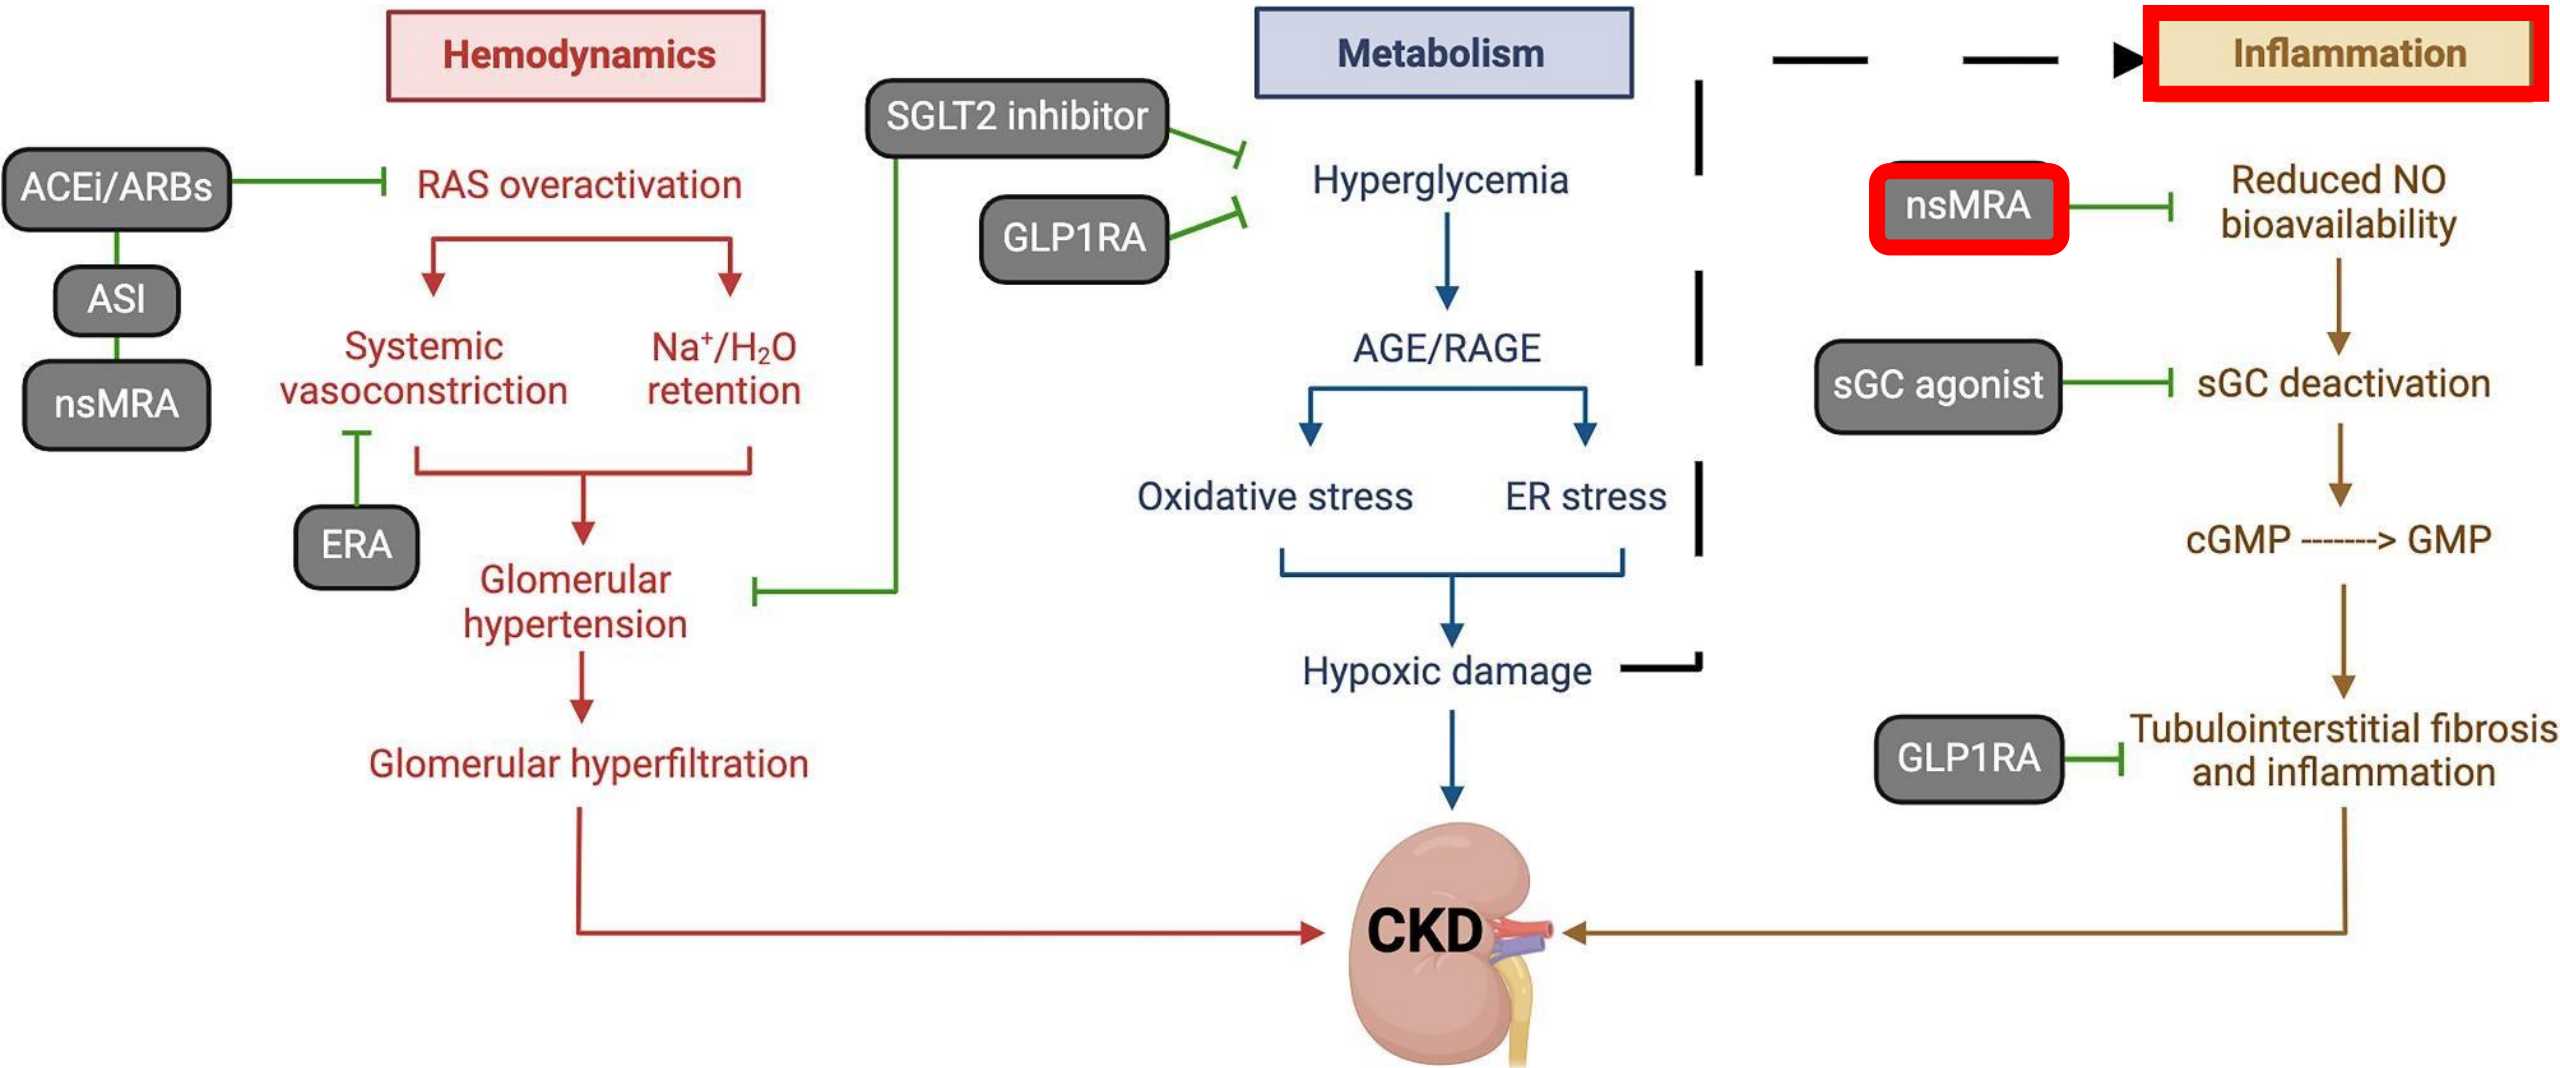 Hemodynamics
ACEi/ARBs
RAS overactivation
ASI
nsMRA
Systemic
vasoconstriction
Na⁺/H₂O
retention
ERA
Glomerular
hypertension
Glomerular hyperfiltration
Metabolism
SGLT2 inhibitor
GLP1RA
Hyperglycemia
AGE/RAGE
Oxidative stress
ER stress
Hypoxic damage
CKD
Inflammation
nsMRA
Reduced NO
bioavailability
sGC agonist
sGC deactivation
cGMP -------> GMP
GLP1RA
Tubulointerstitial fibrosis
and inflammation